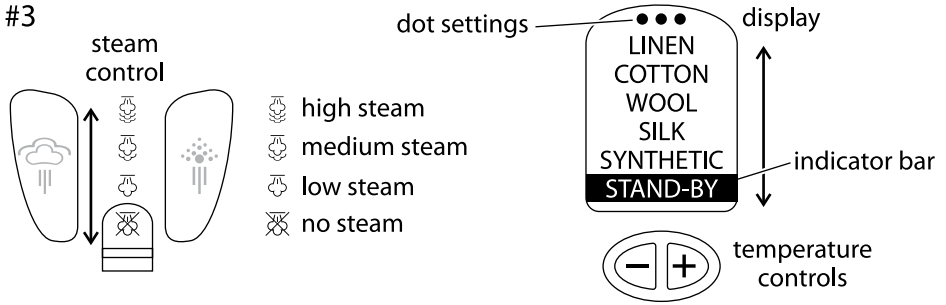 #3
steam
control
high steam
medium steam
low steam
no steam
dot settings
display
LINEN
COTTON
WOOL
SILK
SYNTHETIC
STAND-BY
indicator bar
− +
temperature
controls